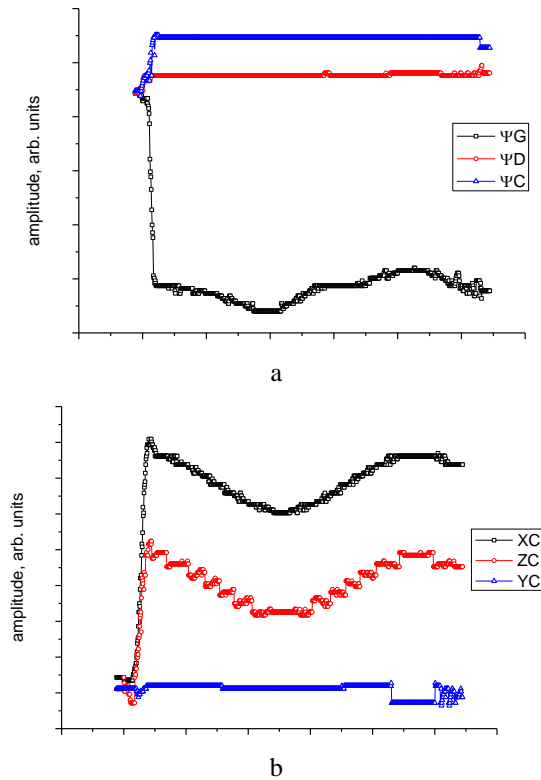 amplitude, arb. units
ΨG
ΨD
ΨC
a
amplitude, arb. units
XC
ZC
YC
b